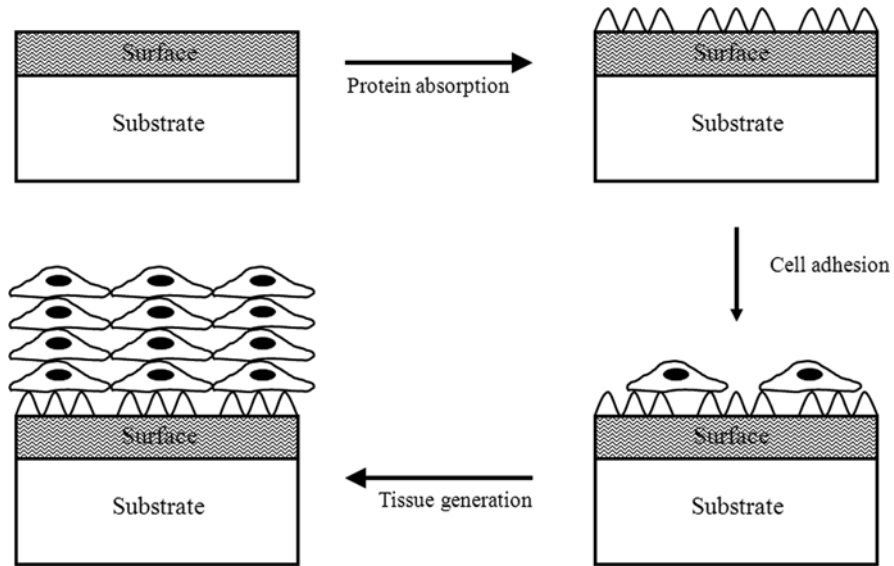 Surface
Substrate
Protein absorption
Surface
Substrate
Cell adhesion
Surface
Substrate
Tissue generation
Surface
Substrate